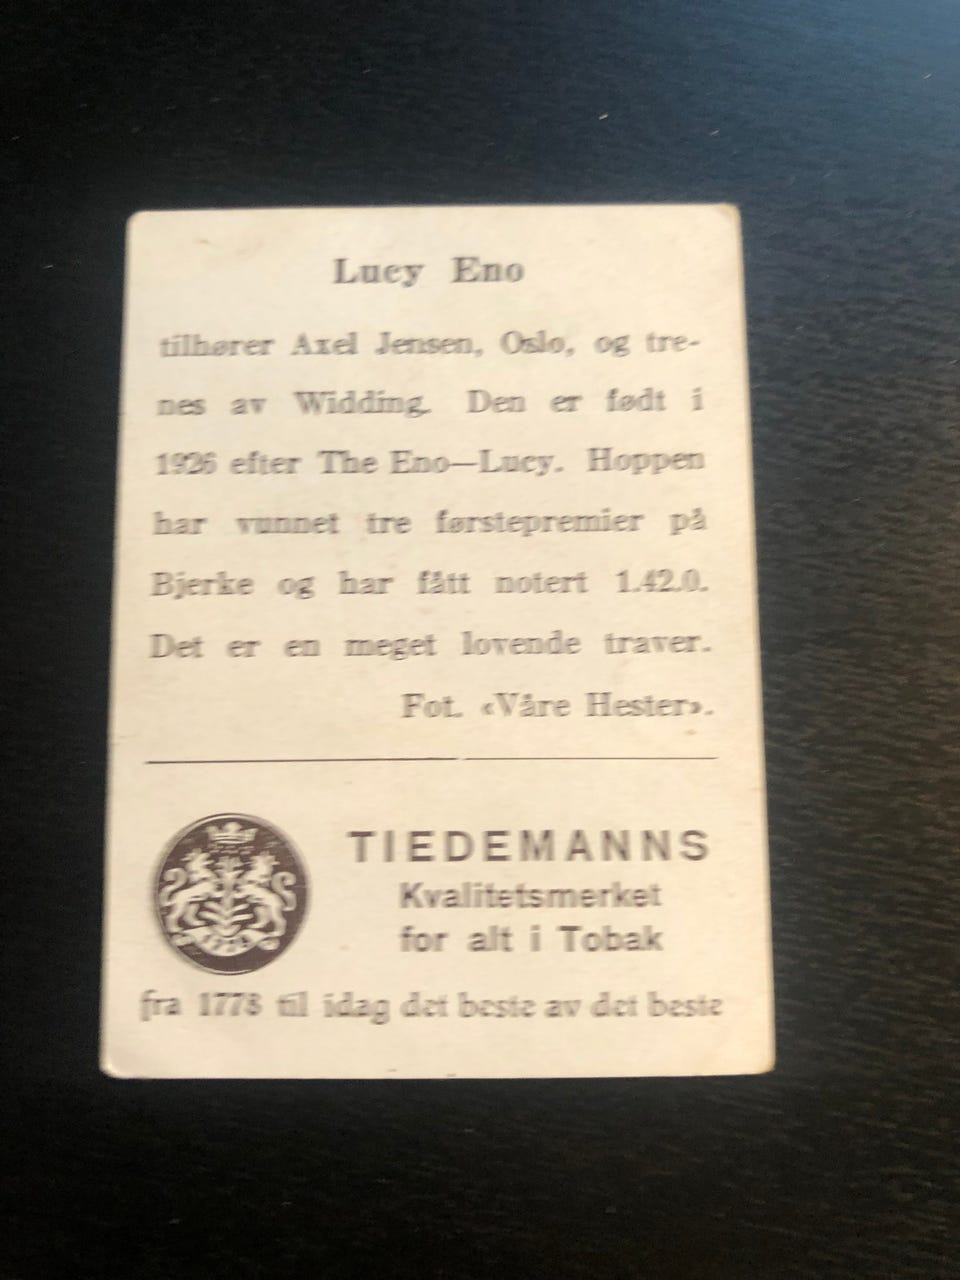 Lucy Eno
tilhører Axel Jensen, Oslo, og tre-
nes av Widding. Den er født i
1926 efter The Eno—Lucy. Hoppen
har vunnet tre førstepremier på
Bjerke og har fått notert 1.42.0.
Det er en meget lovende traver.
Fot. «Våre Hester».
TIEDEMANNS
Kvalitetsmerket
for alt i Tobak
fra 1778 til idag det beste av det beste